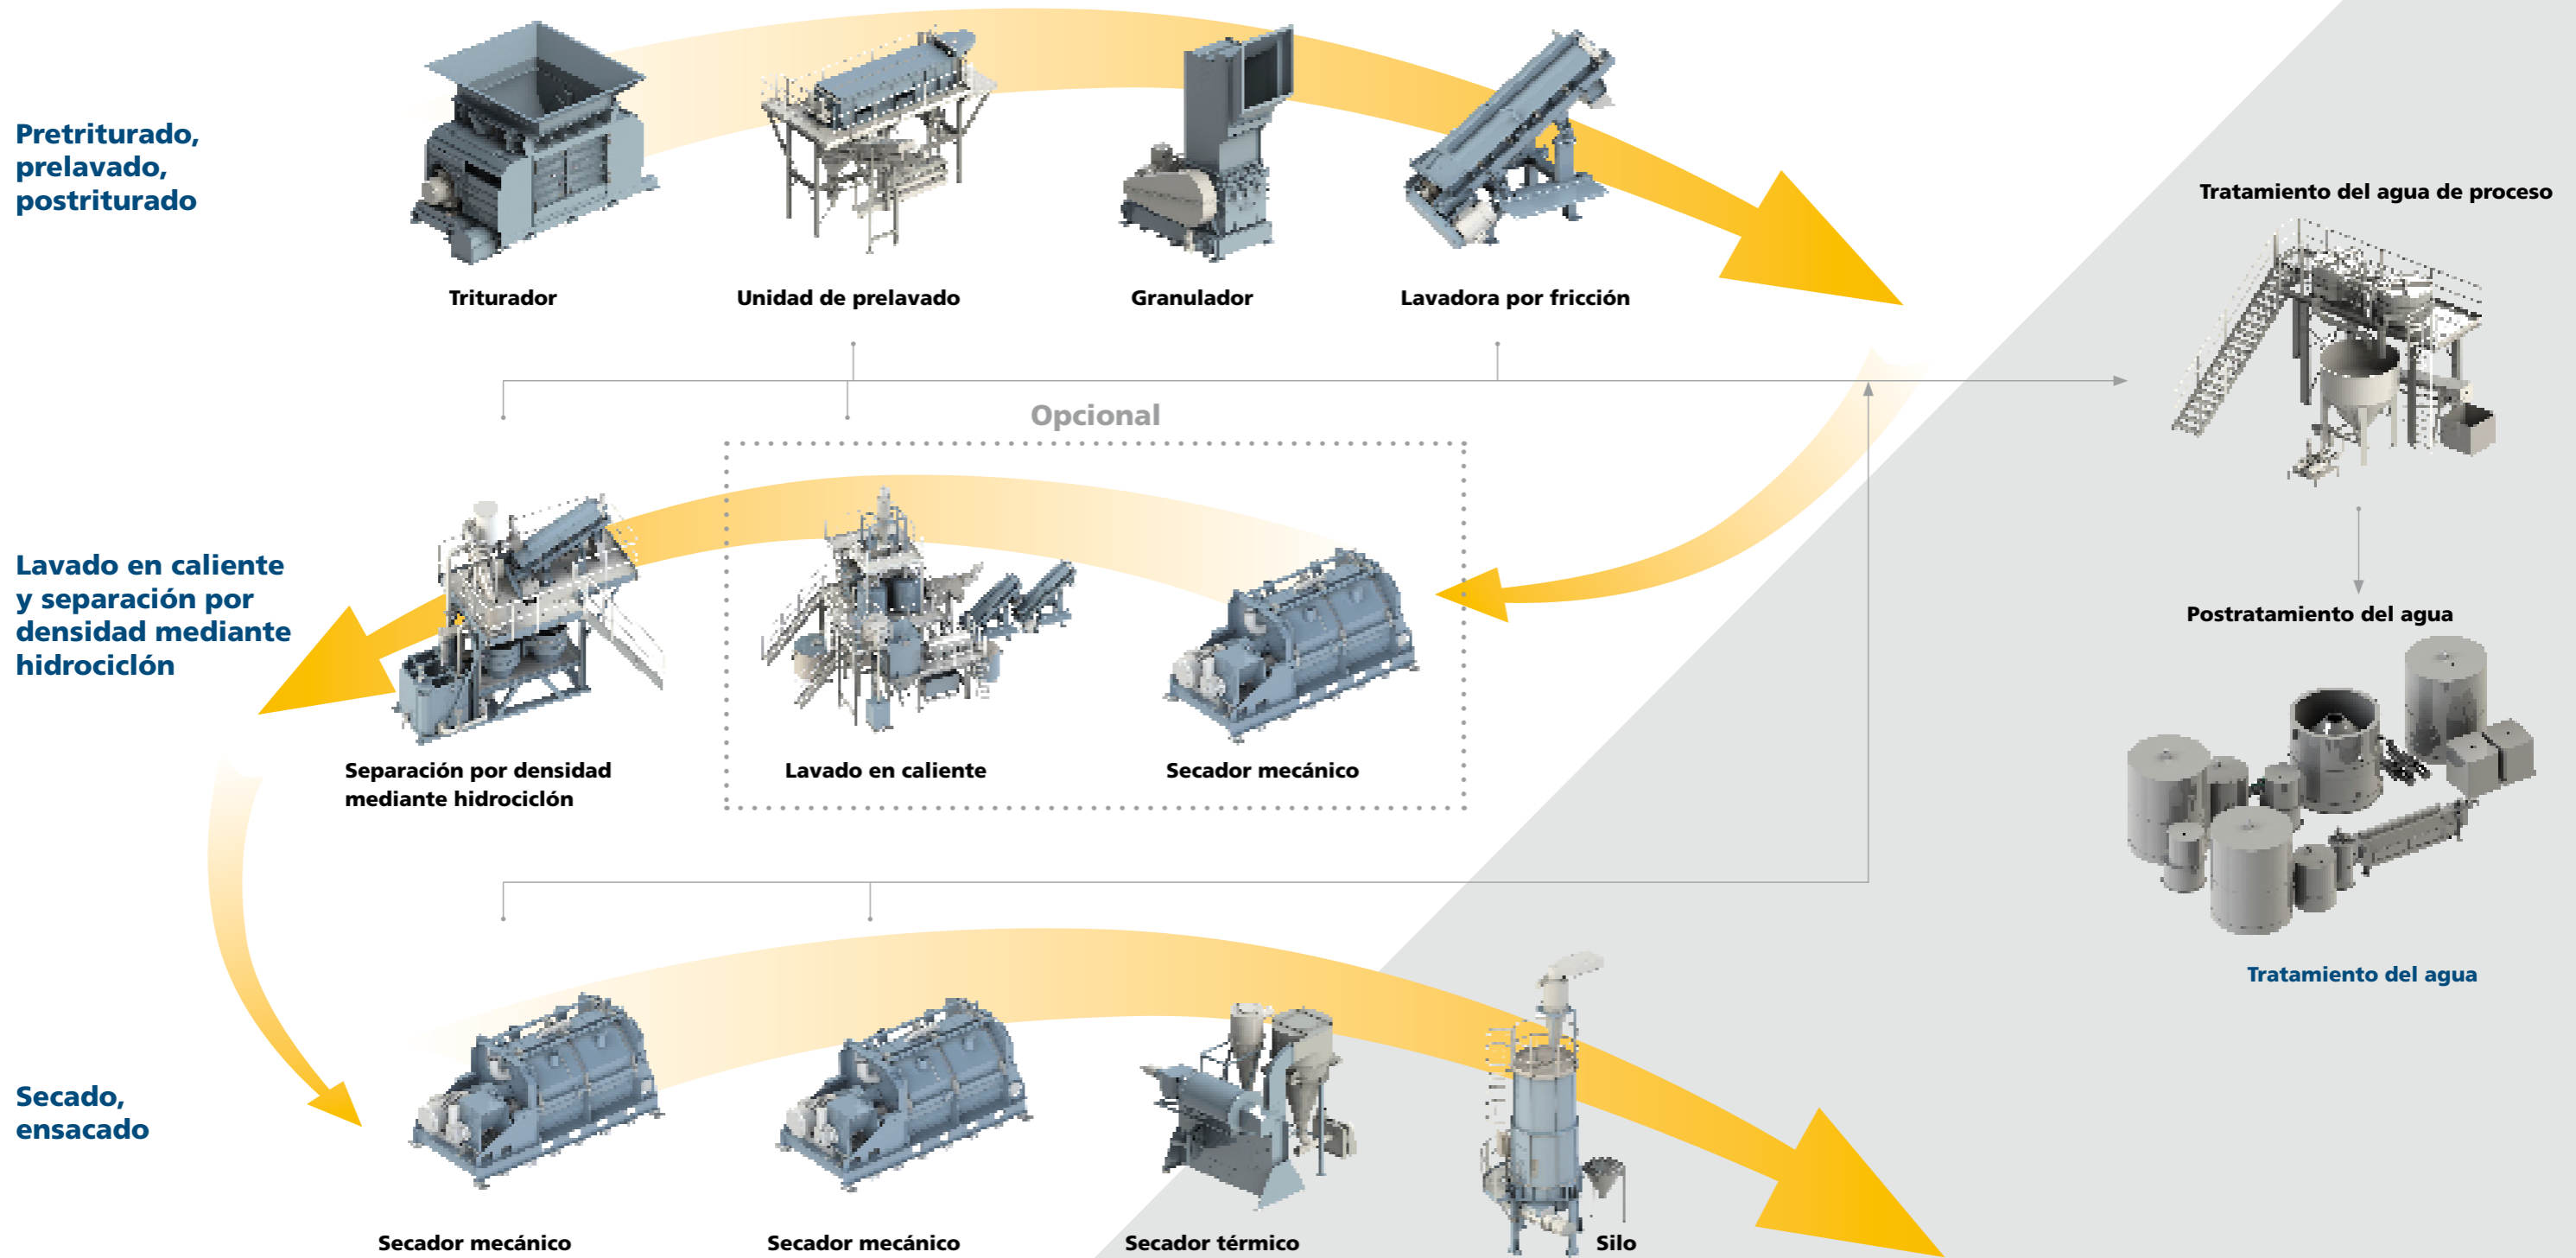 Pretriturado,
prelavado,
postriturado
Triturador
Unidad de prelavado
Granulador
Lavadora por fricción
Tratamiento del agua de proceso
Opcional
Lavado en caliente
y separación por
densidad mediante
hidrociclón
Separación por densidad
mediante hidrociclón
Lavado en caliente
Secador mecánico
Postratamiento del agua
Tratamiento del agua
Secado,
ensacado
Secador mecánico
Secador mecánico
Secador térmico
Silo